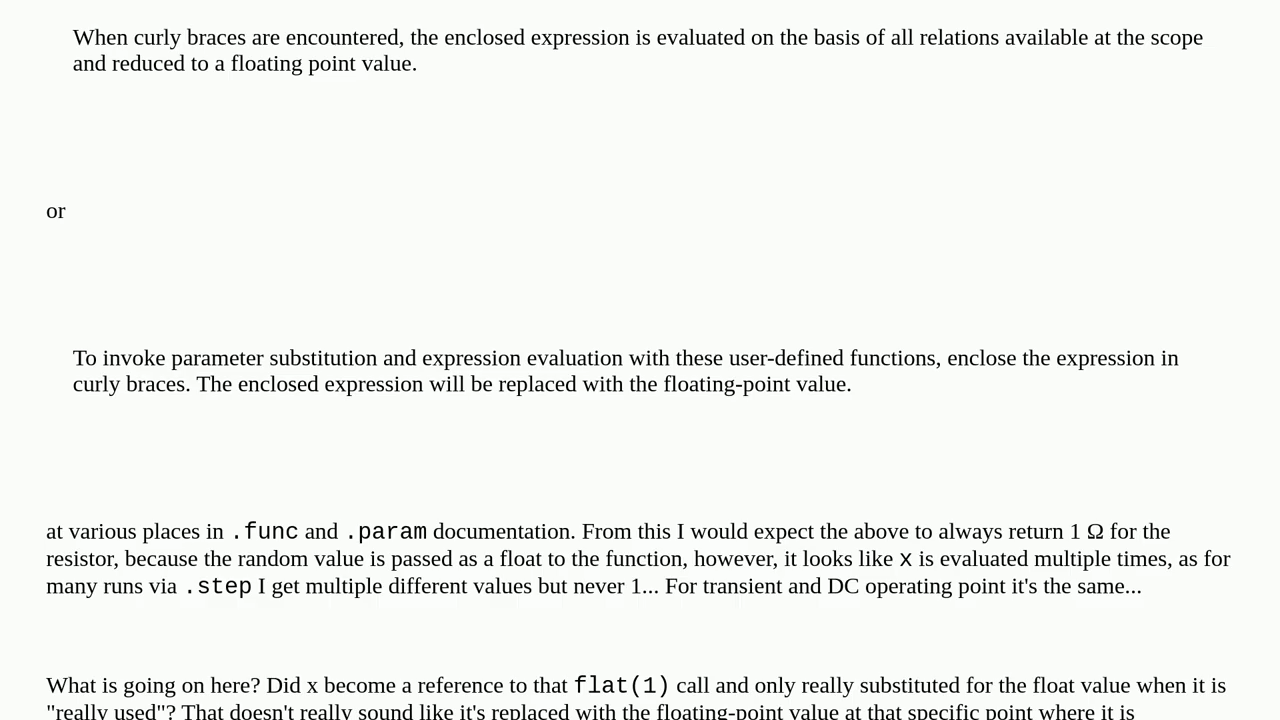 When curly braces are encountered, the enclosed expression is evaluated on the basis of all relations available at the scope
and reduced to a floating point value.
or
To invoke parameter substitution and expression evaluation with these user-defined functions, enclose the expression in
curly braces. The enclosed expression will be replaced with the floating-point value.
at various places in .func and .param documentation. From this I would expect the above to always return 1 Ω for the
resistor, because the random value is passed as a float to the function, however, it looks like x is evaluated multiple times, as for
many runs via .step I get multiple different values but never 1... For transient and DC operating point it's the same...
What is going on here? Did x become a reference to that flat(1) call and only really substituted for the float value when it is
"really used"? That doesn't really sound like it's replaced with the floating-point value at that specific point where it is